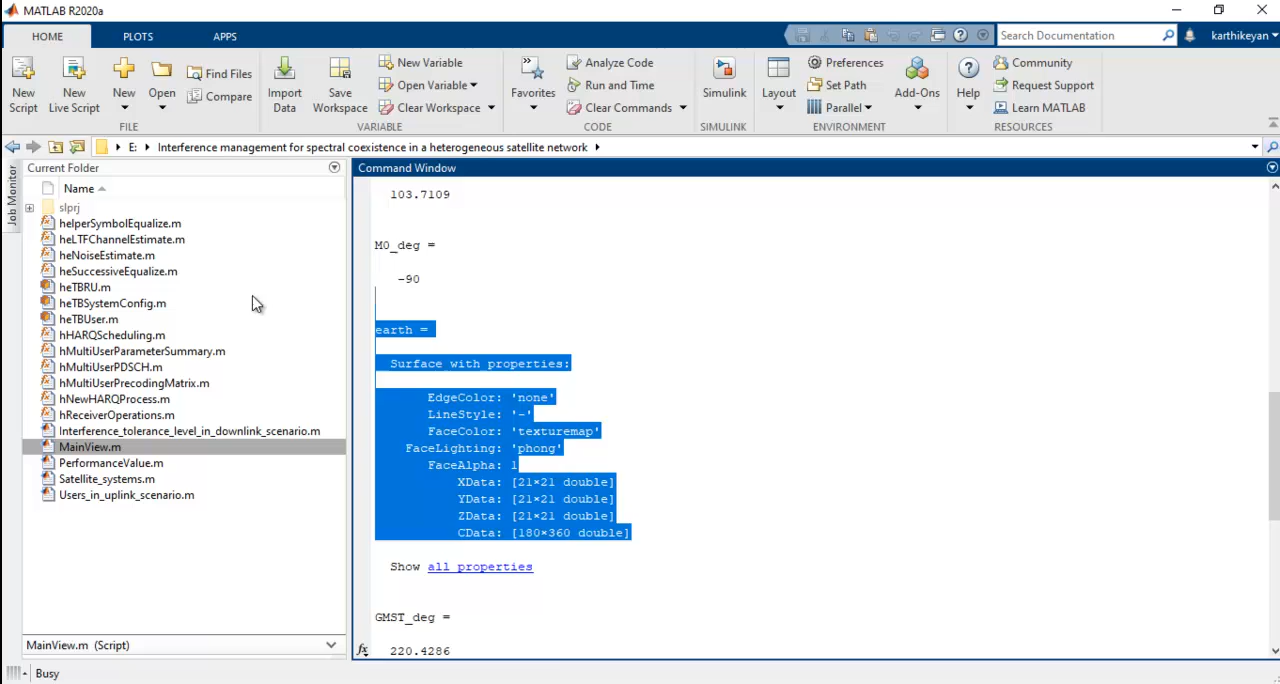 MATLAB R2020a
HOME PLOTS APPS
Search Documentation
karthikeyan
New Script
New Live Script
New
Open
Find Files
Compare
FILE
Import Data
Save Workspace
New Variable
Open Variable
Clear Workspace
VARIABLE
Favorites
Analyze Code
Run and Time
Clear Commands
CODE
Simulink
SIMULINK
Layout
Preferences
Set Path
Parallel
Add-Ons
ENVIRONMENT
Help
Community
Request Support
Learn MATLAB
RESOURCES
E: Interference management for spectral coexistence in a heterogeneous satellite network
Job Monitor
Current Folder
Name
slprj
helperSymbolEqualize.m
heLTFChannelEstimate.m
heNoiseEstimate.m
heSuccessiveEqualize.m
heTBRU.m
heTBSystemConfig.m
heTBUser.m
hHARQScheduling.m
hMultiUserParameterSummary.m
hMultiUserPDSCH.m
hMultiUserPrecodingMatrix.m
hNewHARQProcess.m
hReceiverOperations.m
Interference_tolerance_level_in_downlink_scenario.m
MainView.m
PerformanceValue.m
Satellite_systems.m
Users_in_uplink_scenario.m
MainView.m (Script)
Command Window
103.7109
M0_deg =
-90
earth =
Surface with properties:
EdgeColor: 'none'
LineStyle: '-'
FaceColor: 'texturemap'
FaceLighting: 'phong'
FaceAlpha: 1
XData: [21×21 double]
YData: [21×21 double]
ZData: [21×21 double]
CData: [180×360 double]
Show all properties
GMST_deg =
220.4286
fx
Busy